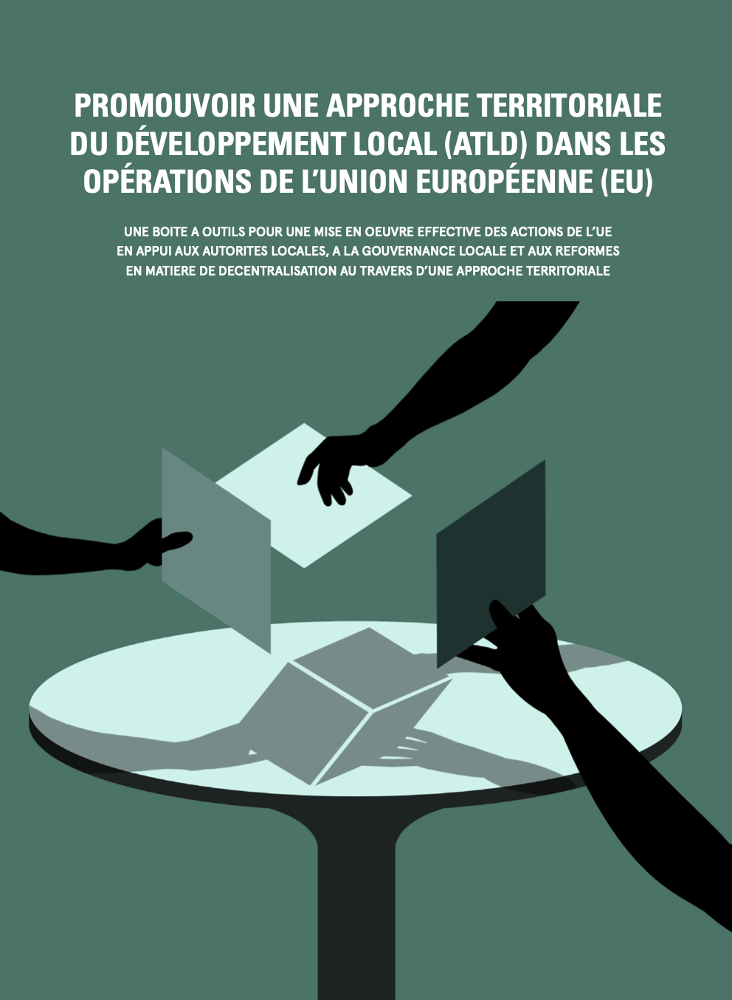 PROMOUVOIR UNE APPROCHE TERRITORIALE
DU DÉVELOPPEMENT LOCAL (ATLD) DANS LES
OPÉRATIONS DE L’UNION EUROPÉENNE (EU)
UNE BOITE A OUTILS POUR UNE MISE EN OEUVRE EFFECTIVE DES ACTIONS DE L’UE
EN APPUI AUX AUTORITES LOCALES, A LA GOUVERNANCE LOCALE ET AUX REFORMES
EN MATIERE DE DECENTRALISATION AU TRAVERS D’UNE APPROCHE TERRITORIALE